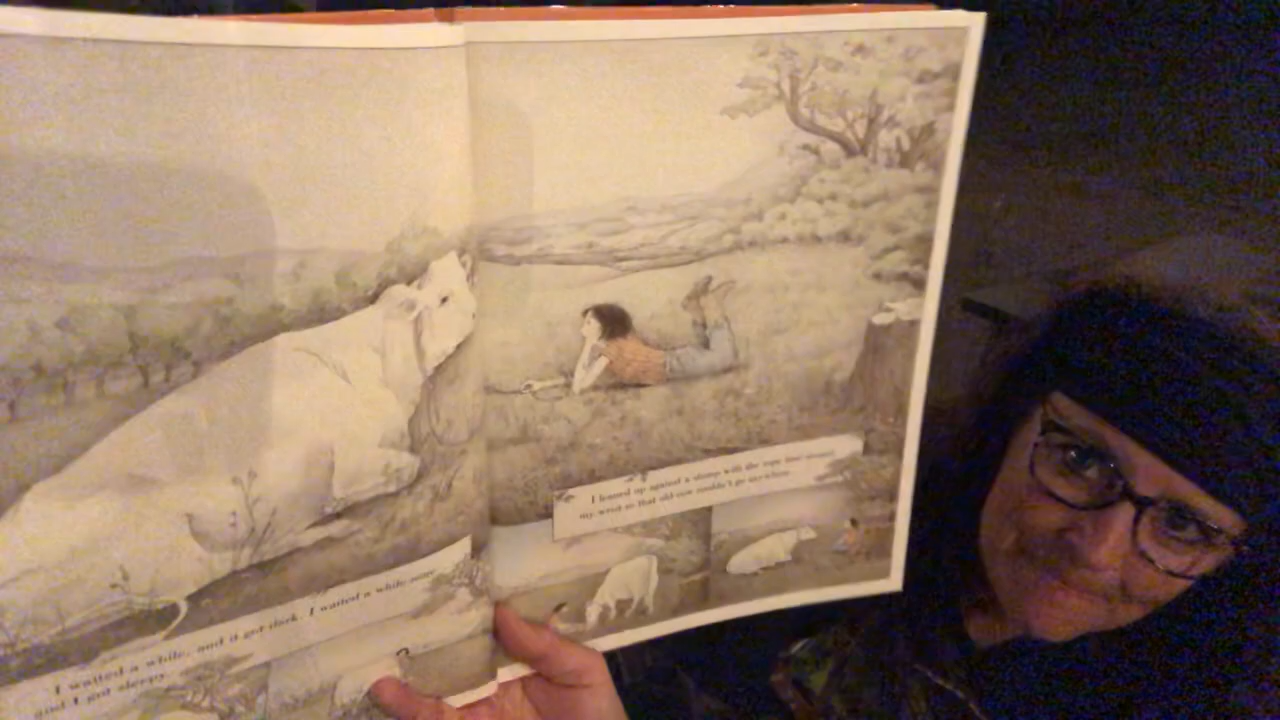 I waited a while, and it got dark. I waited a while more,
and I got sleepy.
I leaned up against a stump with the rope tied around
my wrist so that old cow couldn't go anywhere.